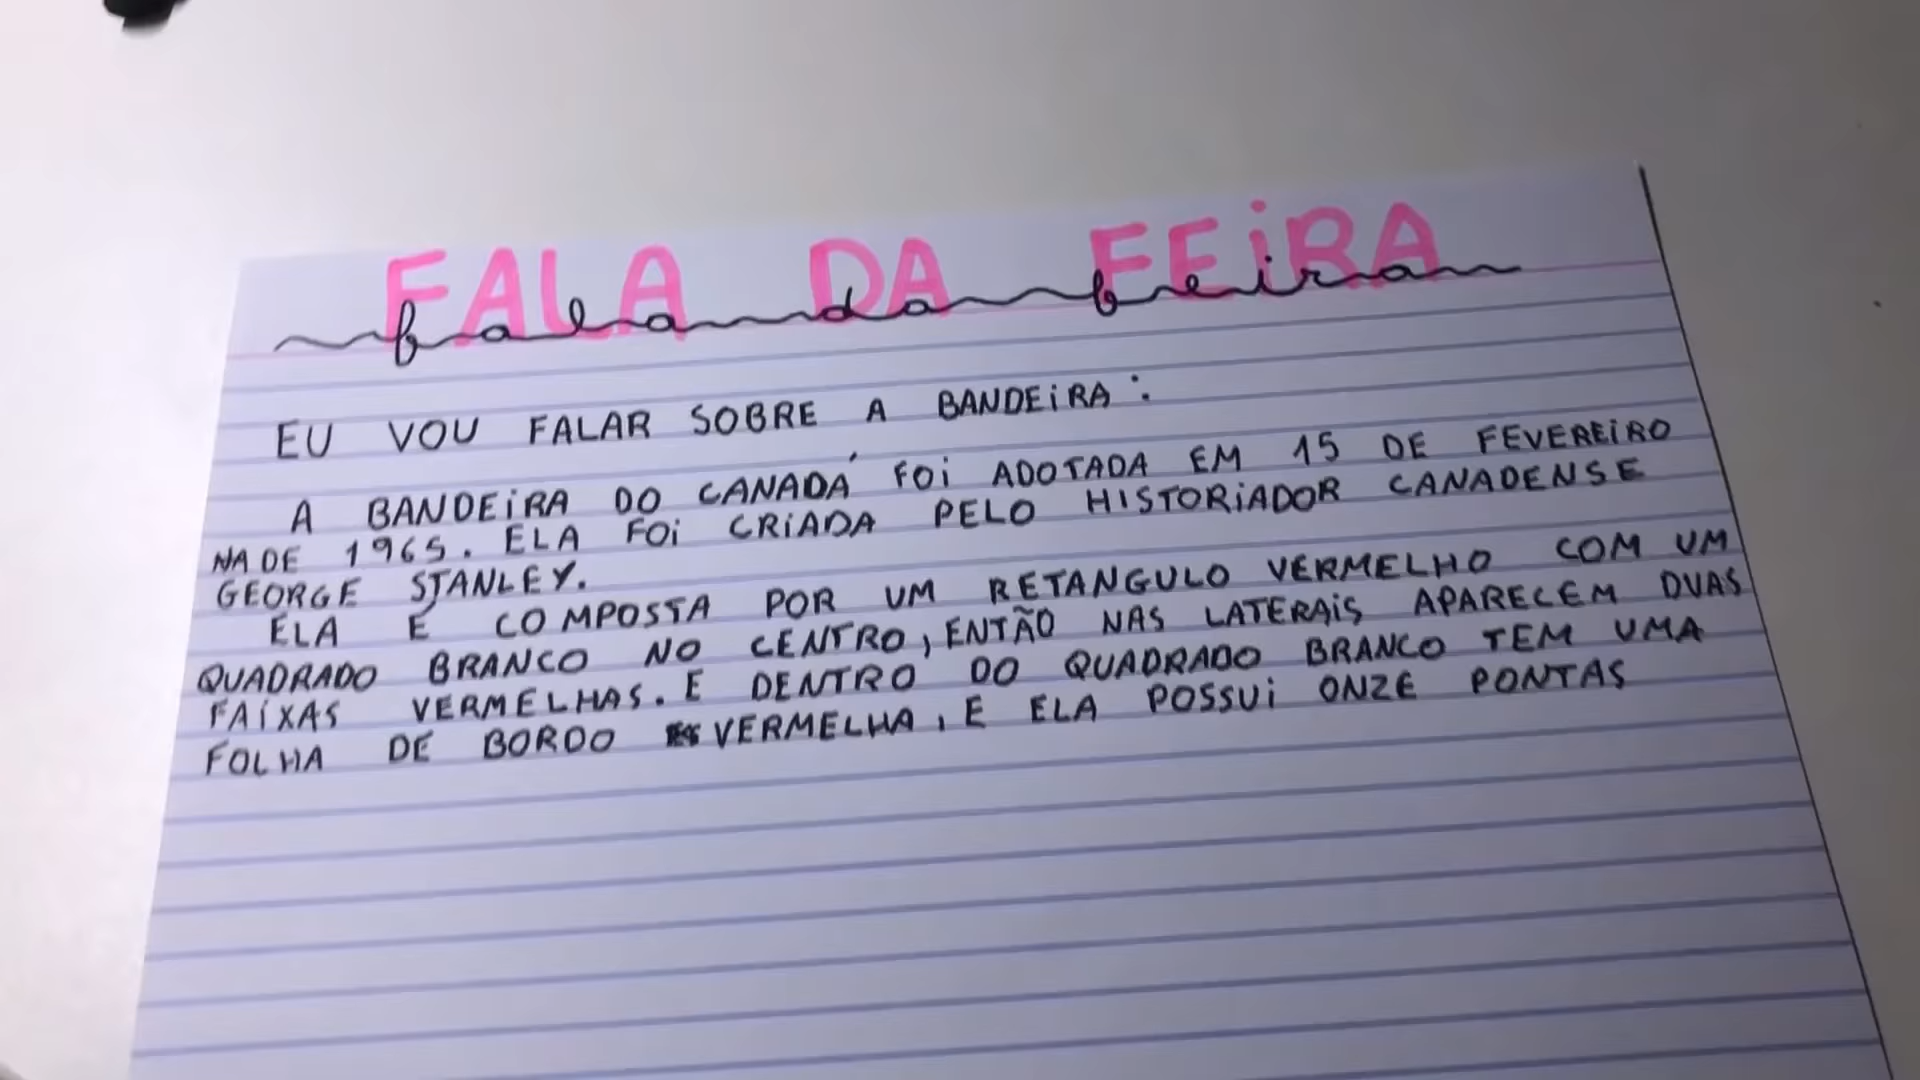 FALA DA FEIRA
fala da feira
EU VOU FALAR SOBRE A BANDEIRA:
A BANDEIRA DO CANADÁ FOI ADOTADA EM 15 DE FEVEREIRO
NADE 1965. ELA FOI CRIADA PELO HISTORIADOR CANADENSE
GEORGE STANLEY.
ELA É COMPOSTA POR UM RETANGULO VERMELHO COM UM
QUADRADO BRANCO NO CENTRO, ENTÃO NAS LATERAIS APARECEM DUAS
FAIXAS VERMELHAS. E DENTRO DO QUADRADO BRANCO TEM UMA
FOLHA DE BORDO VERMELHA, E ELA POSSUI ONZE PONTAS